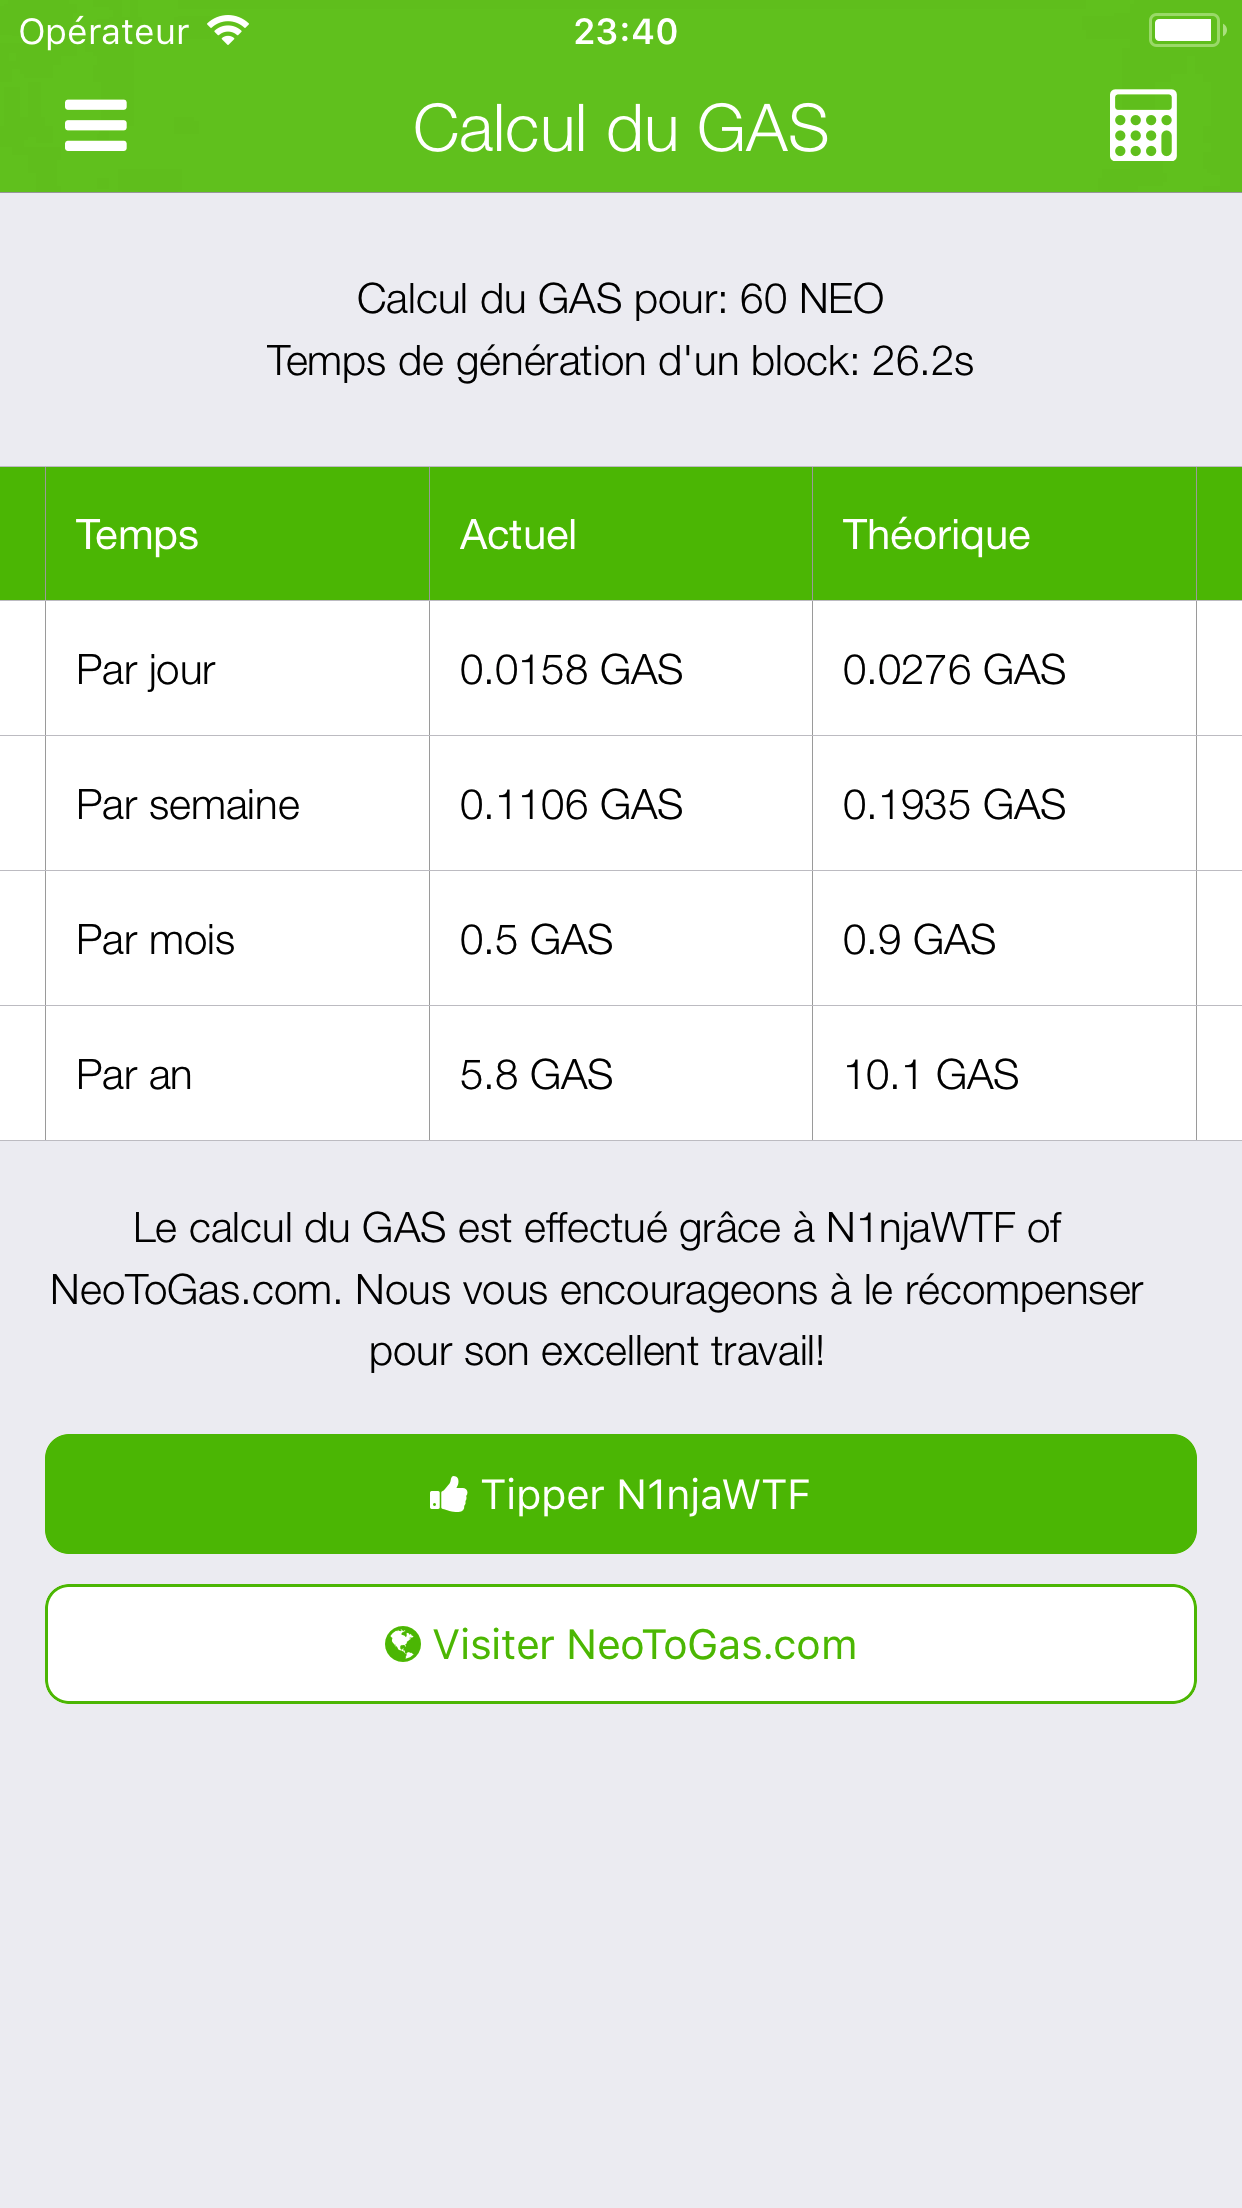 Opérateur 23:40
Calcul du GAS
Calcul du GAS pour: 60 NEO
Temps de génération d'un block: 26.2s
Temps Actuel Théorique
Par jour 0.0158 GAS 0.0276 GAS
Par semaine 0.1106 GAS 0.1935 GAS
Par mois 0.5 GAS 0.9 GAS
Par an 5.8 GAS 10.1 GAS
Le calcul du GAS est effectué grâce à N1njaWTF of
NeoToGas.com. Nous vous encourageons à le récompenser
pour son excellent travail!
Tipper N1njaWTF
Visiter NeoToGas.com